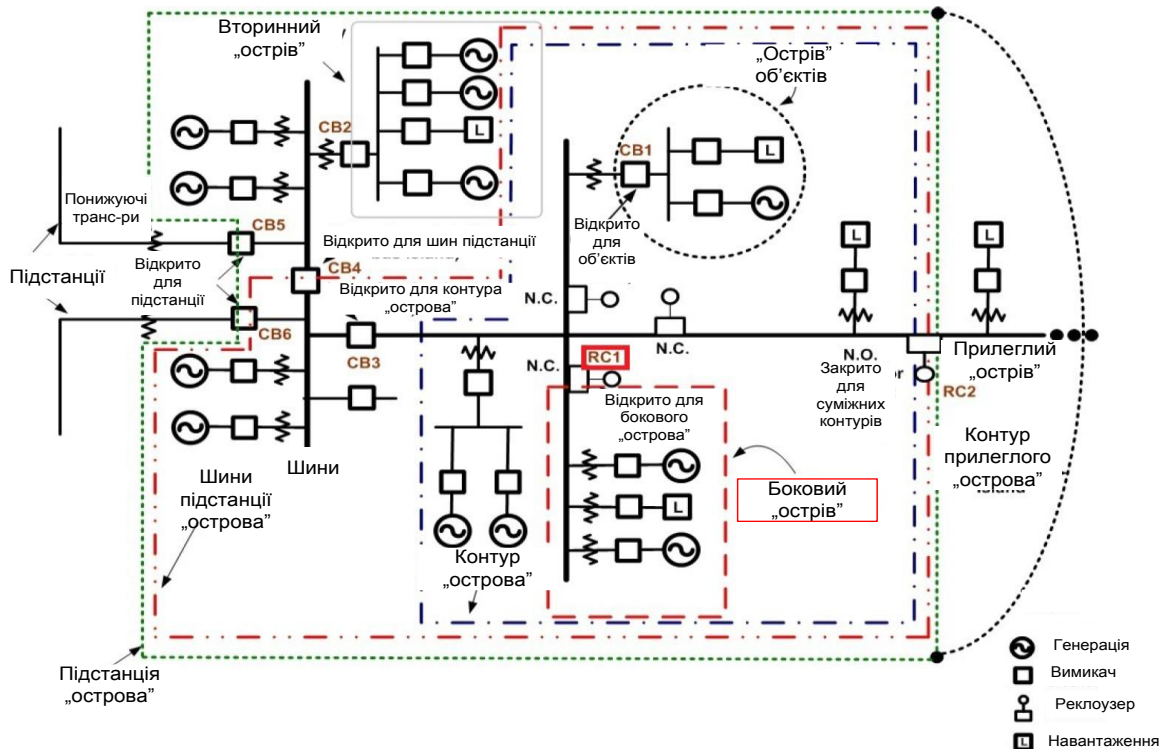 Вторинний
„острів”
„Острів”
об’єктів
CB2
CB1
L
L
Понижуючі
транс-ри
CB5
Відкрито
для
об’єктів
Відкрито для шин підстанції
Підстанції
Відкрито
для
підстанції
CB4
Відкрито для контура
„острова”
L
L
N.C.
CB6
CB3
N.C.
N.C.
RC1
N.O.
Закрито
для
суміжних
контурів
or
Прилеглий
„острів”
RC2
Відкрито для
бокового
„острова”
Шини
підстанції
„острова”
Шини
L
Боковий
„острів”
Контур
прилеглого
„острова”
Контур
„острова”
Підстанція
„острова”
Генерація
Вимикач
Реклоузер
L
Навантаження